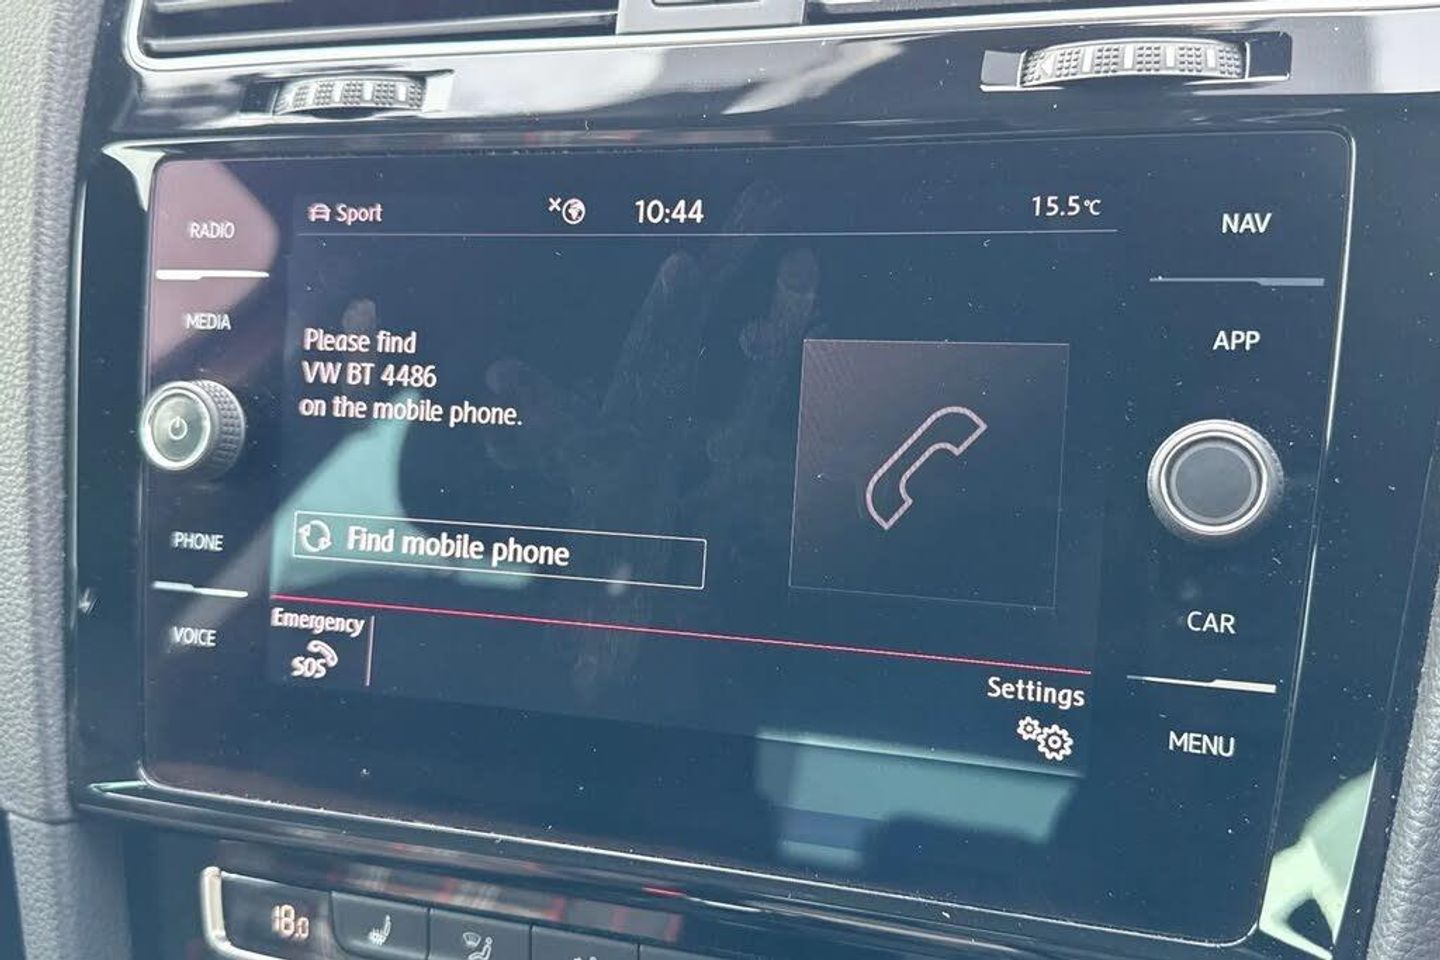 RADIO
MEDIA
PHONE
VOICE
Sport
10:44
15.5°C
Please find
VW BT 4486
on the mobile phone.
Find mobile phone
Emergency
SOS
Settings
NAV
APP
CAR
MENU
18.0